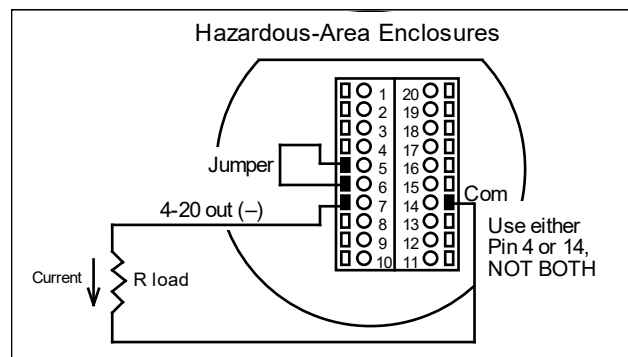 Hazardous-Area Enclosures
1 20
2 19
3 18
4 17
Jumper
5 16
6 15
Com
4-20 out (–)
7 14
8 13
9 12
10 11
Use either
Pin 4 or 14,
NOT BOTH
Current
R load